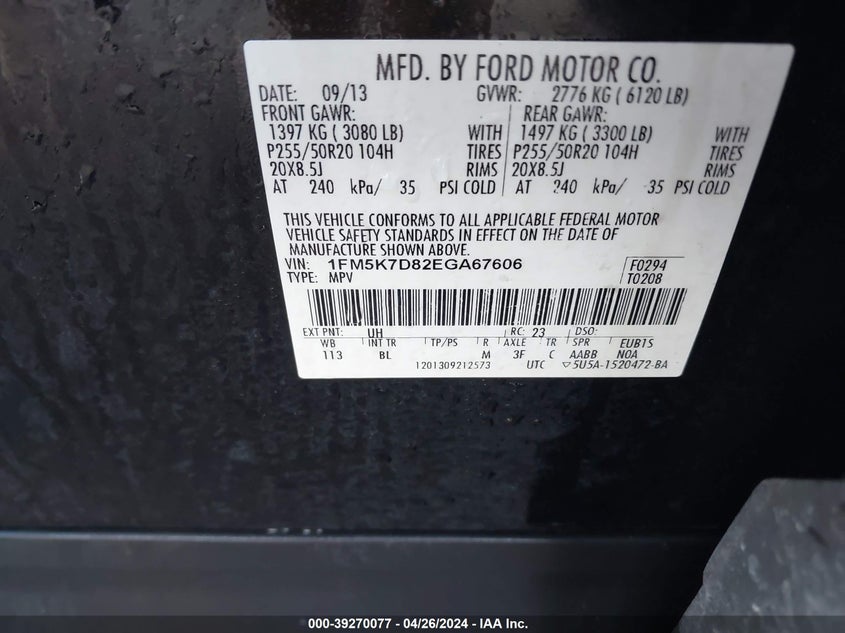 MFD. BY FORD MOTOR CO.
DATE: 09/13 GVWR: 2776 KG ( 6120 LB)
FRONT GAWR: REAR GAWR:
1397 KG ( 3080 LB) WITH 1497 KG ( 3300 LB) WITH
P255/50R20 104H TIRES P255/50R20 104H TIRES
20X8.5J RIMS 20X8.5J RIMS
AT 240 kPa/ 35 PSI COLD AT 240 kPa/ 35 PSI COLD
THIS VEHICLE CONFORMS TO ALL APPLICABLE FEDERAL MOTOR
VEHICLE SAFETY STANDARDS IN EFFECT ON THE DATE OF
MANUFACTURE SHOWN ABOVE.
VIN: 1FM5K7D82EGA67606 F0294
TYPE: MPV T0208
EXT PNT: UH RC: 23 DSO:
WB INT TR TP/PS R AXLE TR SPR EUB1S
113 BL M 3F C AABB NOA
1201309212573 UTC ▽5U5A-1520472-BA
000-39270077 - 04/26/2024 - IAA Inc.